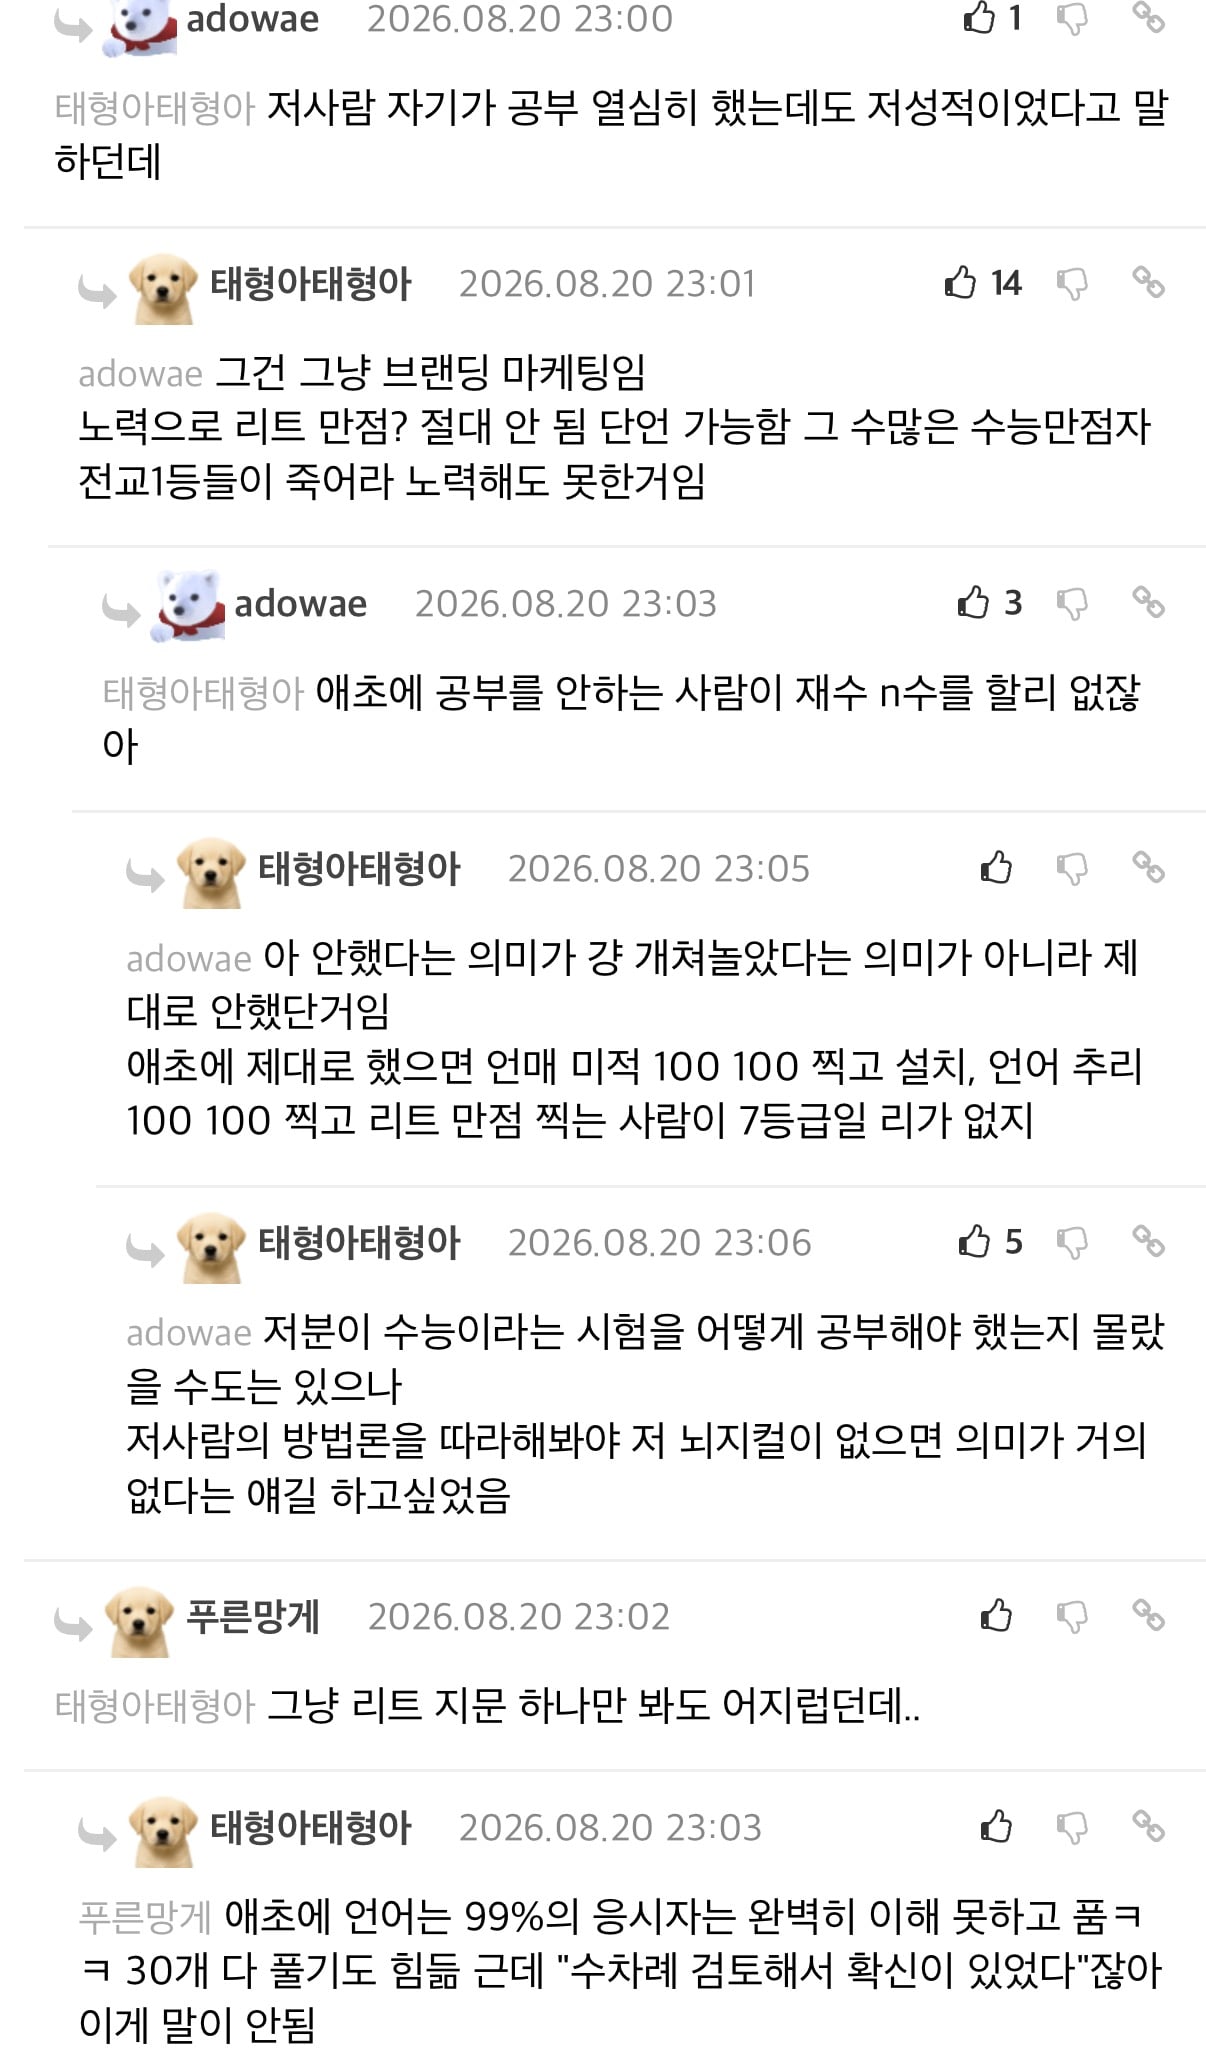 adowae 2026.08.20 23:00 1
태형아태형아 저사람 자기가 공부 열심히 했는데도 저성적이었다고 말
하던데
태형아태형아 2026.08.20 23:01 14
adowae 그건 그냥 브랜딩 마케팅임
노력으로 리트 만점? 절대 안 됨 단언 가능함 그 수많은 수능만점자
전교1등들이 죽어라 노력해도 못한거임
adowae 2026.08.20 23:03 3
태형아태형아 애초에 공부를 안하는 사람이 재수 n수를 할리 없잖
아
태형아태형아 2026.08.20 23:05
adowae 아 안했다는 의미가 걍 개쳐놀았다는 의미가 아니라 제
대로 안했단거임
애초에 제대로 했으면 언매 미적 100 100 찍고 설치, 언어 추리
100 100 찍고 리트 만점 찍는 사람이 7등급일 리가 없지
태형아태형아 2026.08.20 23:06 5
adowae 저분이 수능이라는 시험을 어떻게 공부해야 했는지 몰랐
을 수도는 있으나
저사람의 방법론을 따라해봐야 저 뇌지컬이 없으면 의미가 거의
없다는 얘길 하고싶었음
푸른망게 2026.08.20 23:02
태형아태형아 그냥 리트 지문 하나만 봐도 어지럽던데..
태형아태형아 2026.08.20 23:03
푸른망게 애초에 언어는 99%의 응시자는 완벽히 이해 못하고 품ㅋ
ㅋ 30개 다 풀기도 힘듦 근데 "수차례 검토해서 확신이 있었다"잖아
이게 말이 안됨